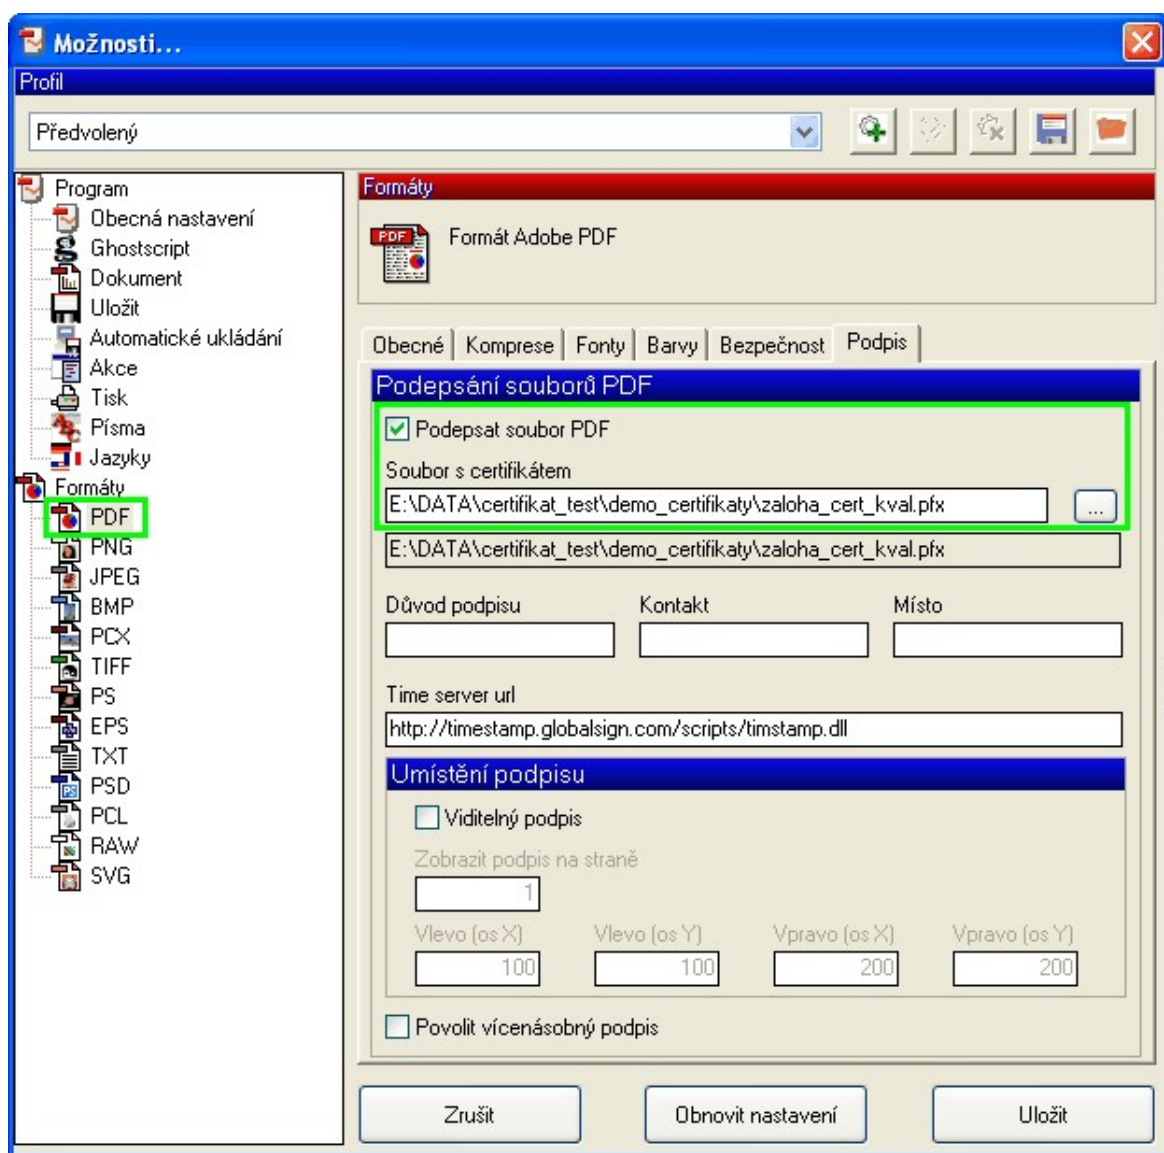 Možnosti...
Profil
Předvolený
Program
Obecná nastavení
Ghostscript
Dokument
Uložit
Automatické ukládání
Akce
Tisk
Písma
Jazyky
Formáty
PDF
PNG
JPEG
BMP
PCX
TIFF
PS
EPS
TXT
PSD
PCL
RAW
SVG
Formáty
PDF
Formát Adobe PDF
Obecné Komprese Fonty Barvy Bezpečnost Podpis
Podepsání souborů PDF
Podepsat soubor PDF
Soubor s certifikátem
E:\DATA\certifikat_test\demo_certifikaty\zaloha_cert_kval.pfx ...
E:\DATA\certifikat_test\demo_certifikaty\zaloha_cert_kval.pfx
Důvod podpisu Kontakt Místo
Time server url
http://timestamp.globalsign.com/scripts/timstamp.dll
Umístění podpisu
Viditelný podpis
Zobrazit podpis na straně
1
Vlevo (os X) Vlevo (os Y) Vpravo (os X) Vpravo (os Y)
100 100 200 200
Povolit vícenásobný podpis
Zrušit Obnovit nastavení Uložit